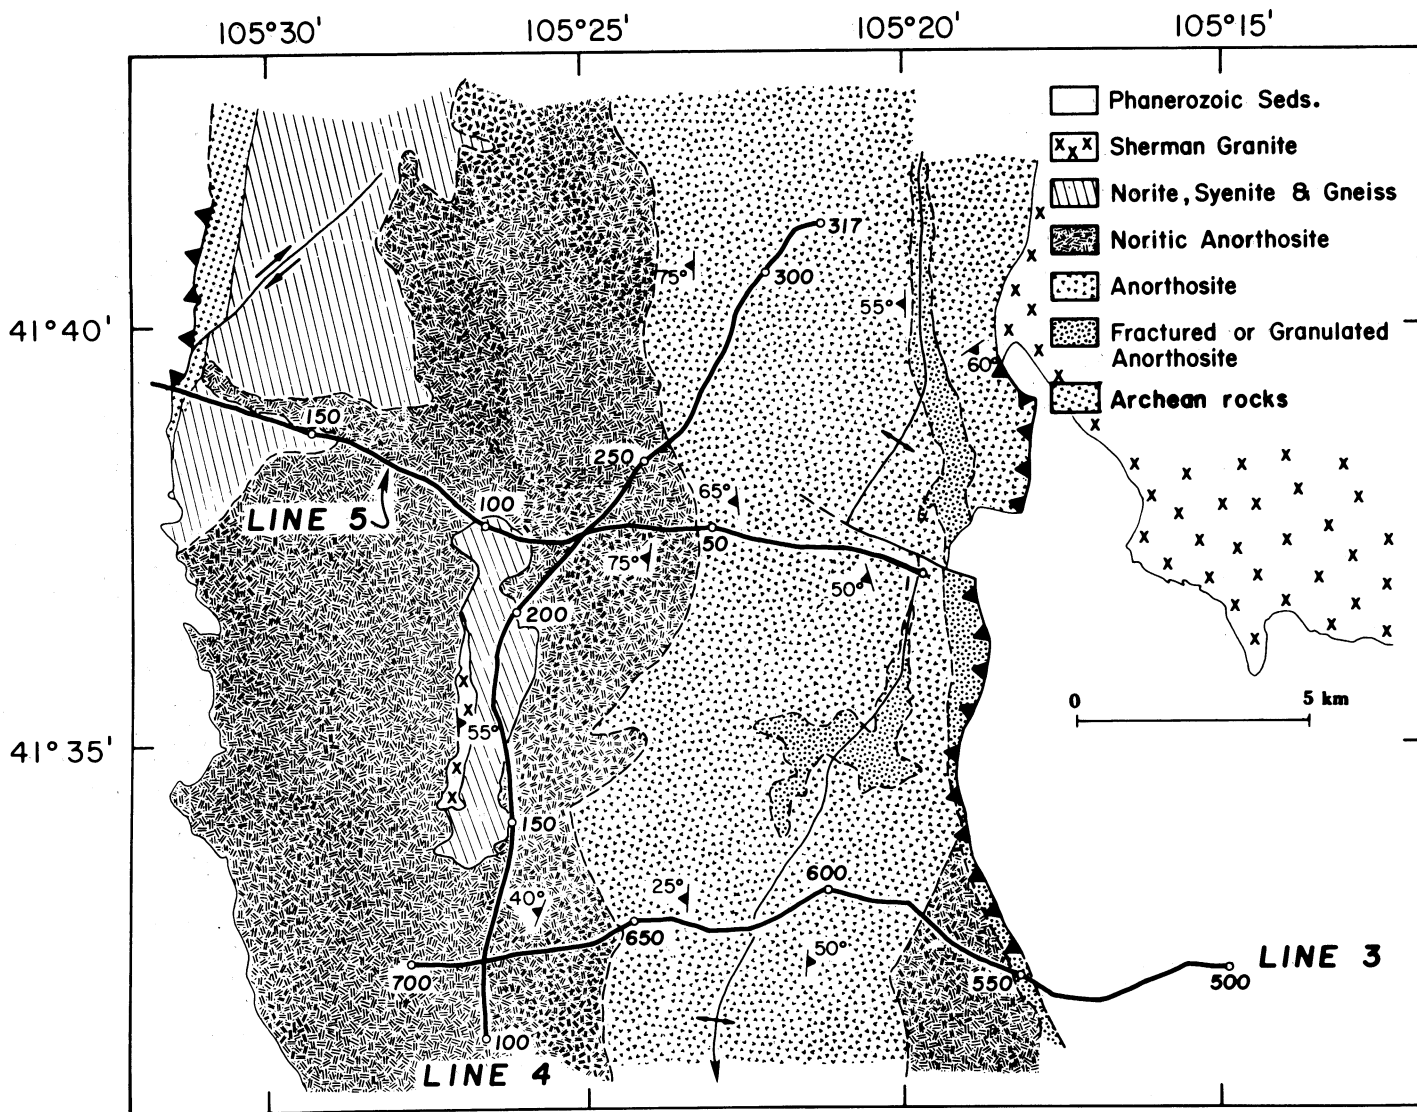 105°30'
105°25'
105°20'
105°15'
Phanerozoic Seds.
Sherman Granite
Norite, Syenite & Gneiss
Noritic Anorthosite
Anorthosite
Fractured or Granulated
Anorthosite
Archean rocks
317
75°
300
55°
41°40'
60°
150
250
65°
LINE 5
100
50
75°
50°
200
0
5 km
55°
41°35'
150
600
25°
40°
650
50°
LINE 3
700
550
500
100
LINE 4